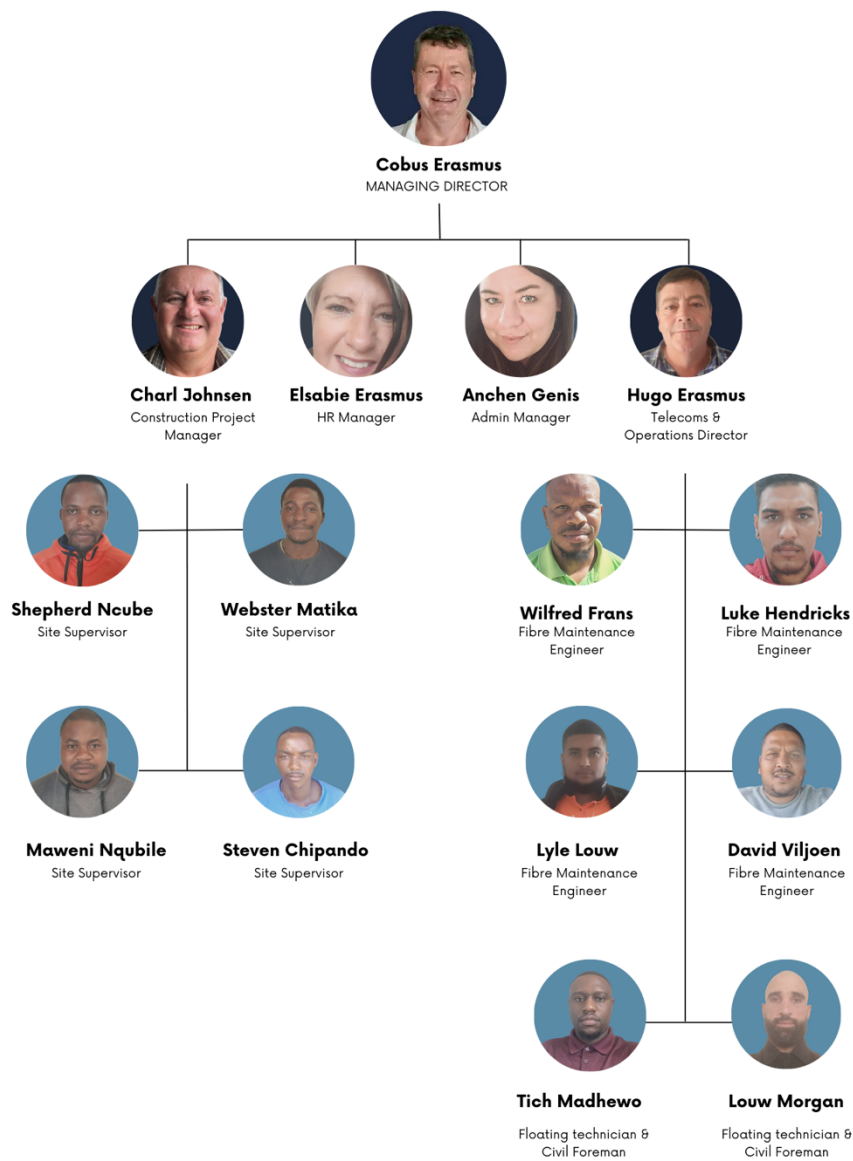 Cobus Erasmus
MANAGING DIRECTOR
Charl Johnsen
Construction Project
Manager
Elsabie Erasmus
HR Manager
Anchen Genis
Admin Manager
Hugo Erasmus
Telecoms &
Operations Director
Shepherd Ncube
Site Supervisor
Webster Matika
Site Supervisor
Wilfred Frans
Fibre Maintenance
Engineer
Luke Hendricks
Fibre Maintenance
Engineer
Maweni Nqubile
Site Supervisor
Steven Chipando
Site Supervisor
Lyle Louw
Fibre Maintenance
Engineer
David Viljoen
Fibre Maintenance
Engineer
Tich Madhewo
Floating technician &
Civil Foreman
Louw Morgan
Floating technician &
Civil Foreman